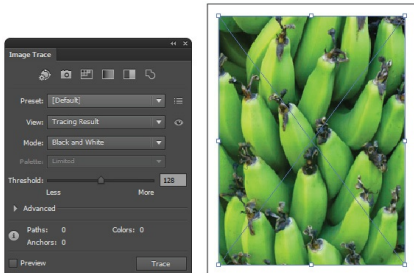 Image Trace
Preset: [Default]
View: Tracing Result
Mode: Black and White
Palette: Limited
Threshold: 128
Less More
Advanced
Paths: 0 Colors: 0
Anchors: 0
Preview Trace